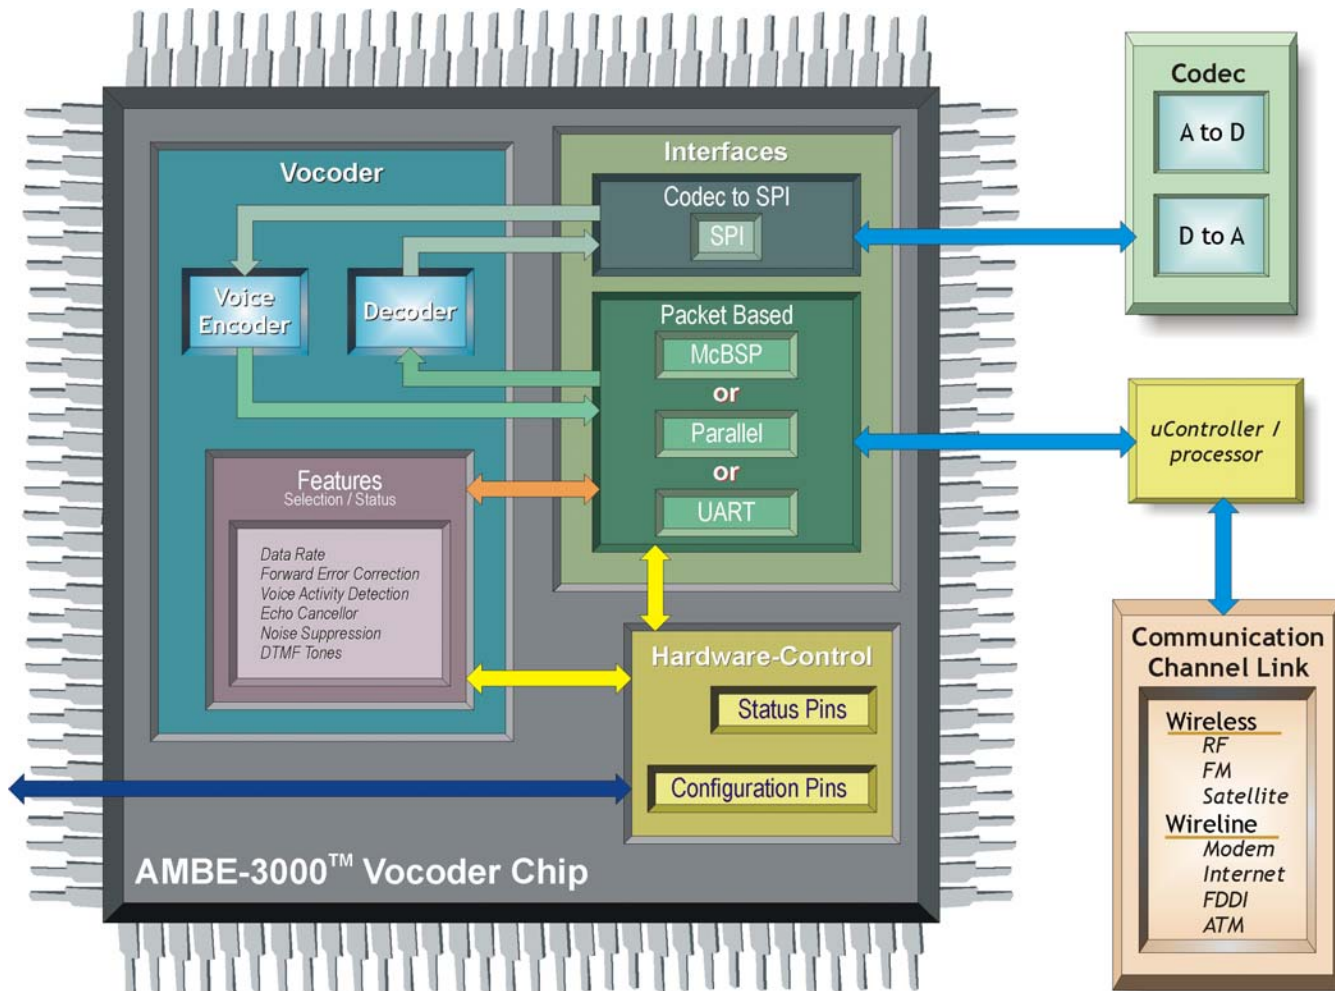 Vocoder
Voice
Encoder
Decoder
Features
Selection / Status
Data Rate
Forward Error Correction
Voice Activity Detection
Echo Cancellor
Noise Suppression
DTMF Tones
Interfaces
Codec to SPI
SPI
Packet Based
McBSP
or
Parallel
or
UART
Hardware-Control
Status Pins
Configuration Pins
AMBE-3000™ Vocoder Chip
Codec
A to D
D to A
uController /
processor
Communication
Channel Link
Wireless
RF
FM
Satellite
Wireline
Modem
Internet
FDDI
ATM